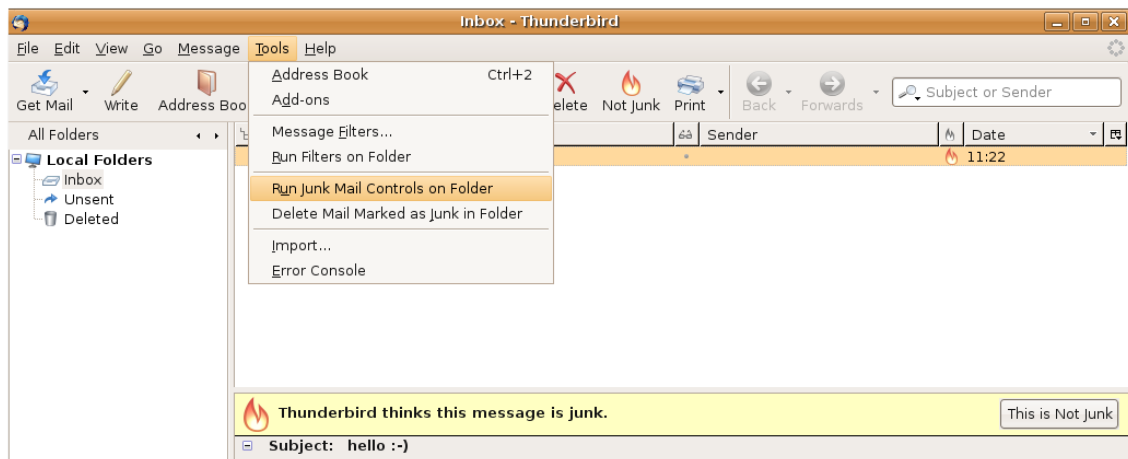 Inbox - Thunderbird
File Edit View Go Message Tools Help
Get Mail Write Address Boo elete Not Junk Print Back Forwards Subject or Sender
Address Book Ctrl+2
Add-ons
Message Filters...
Run Filters on Folder
Run Junk Mail Controls on Folder
Delete Mail Marked as Junk in Folder
Import...
Error Console
All Folders Sender Date
Local Folders 11:22
Inbox
Unsent
Deleted
Thunderbird thinks this message is junk. This is Not Junk
Subject: hello :-)